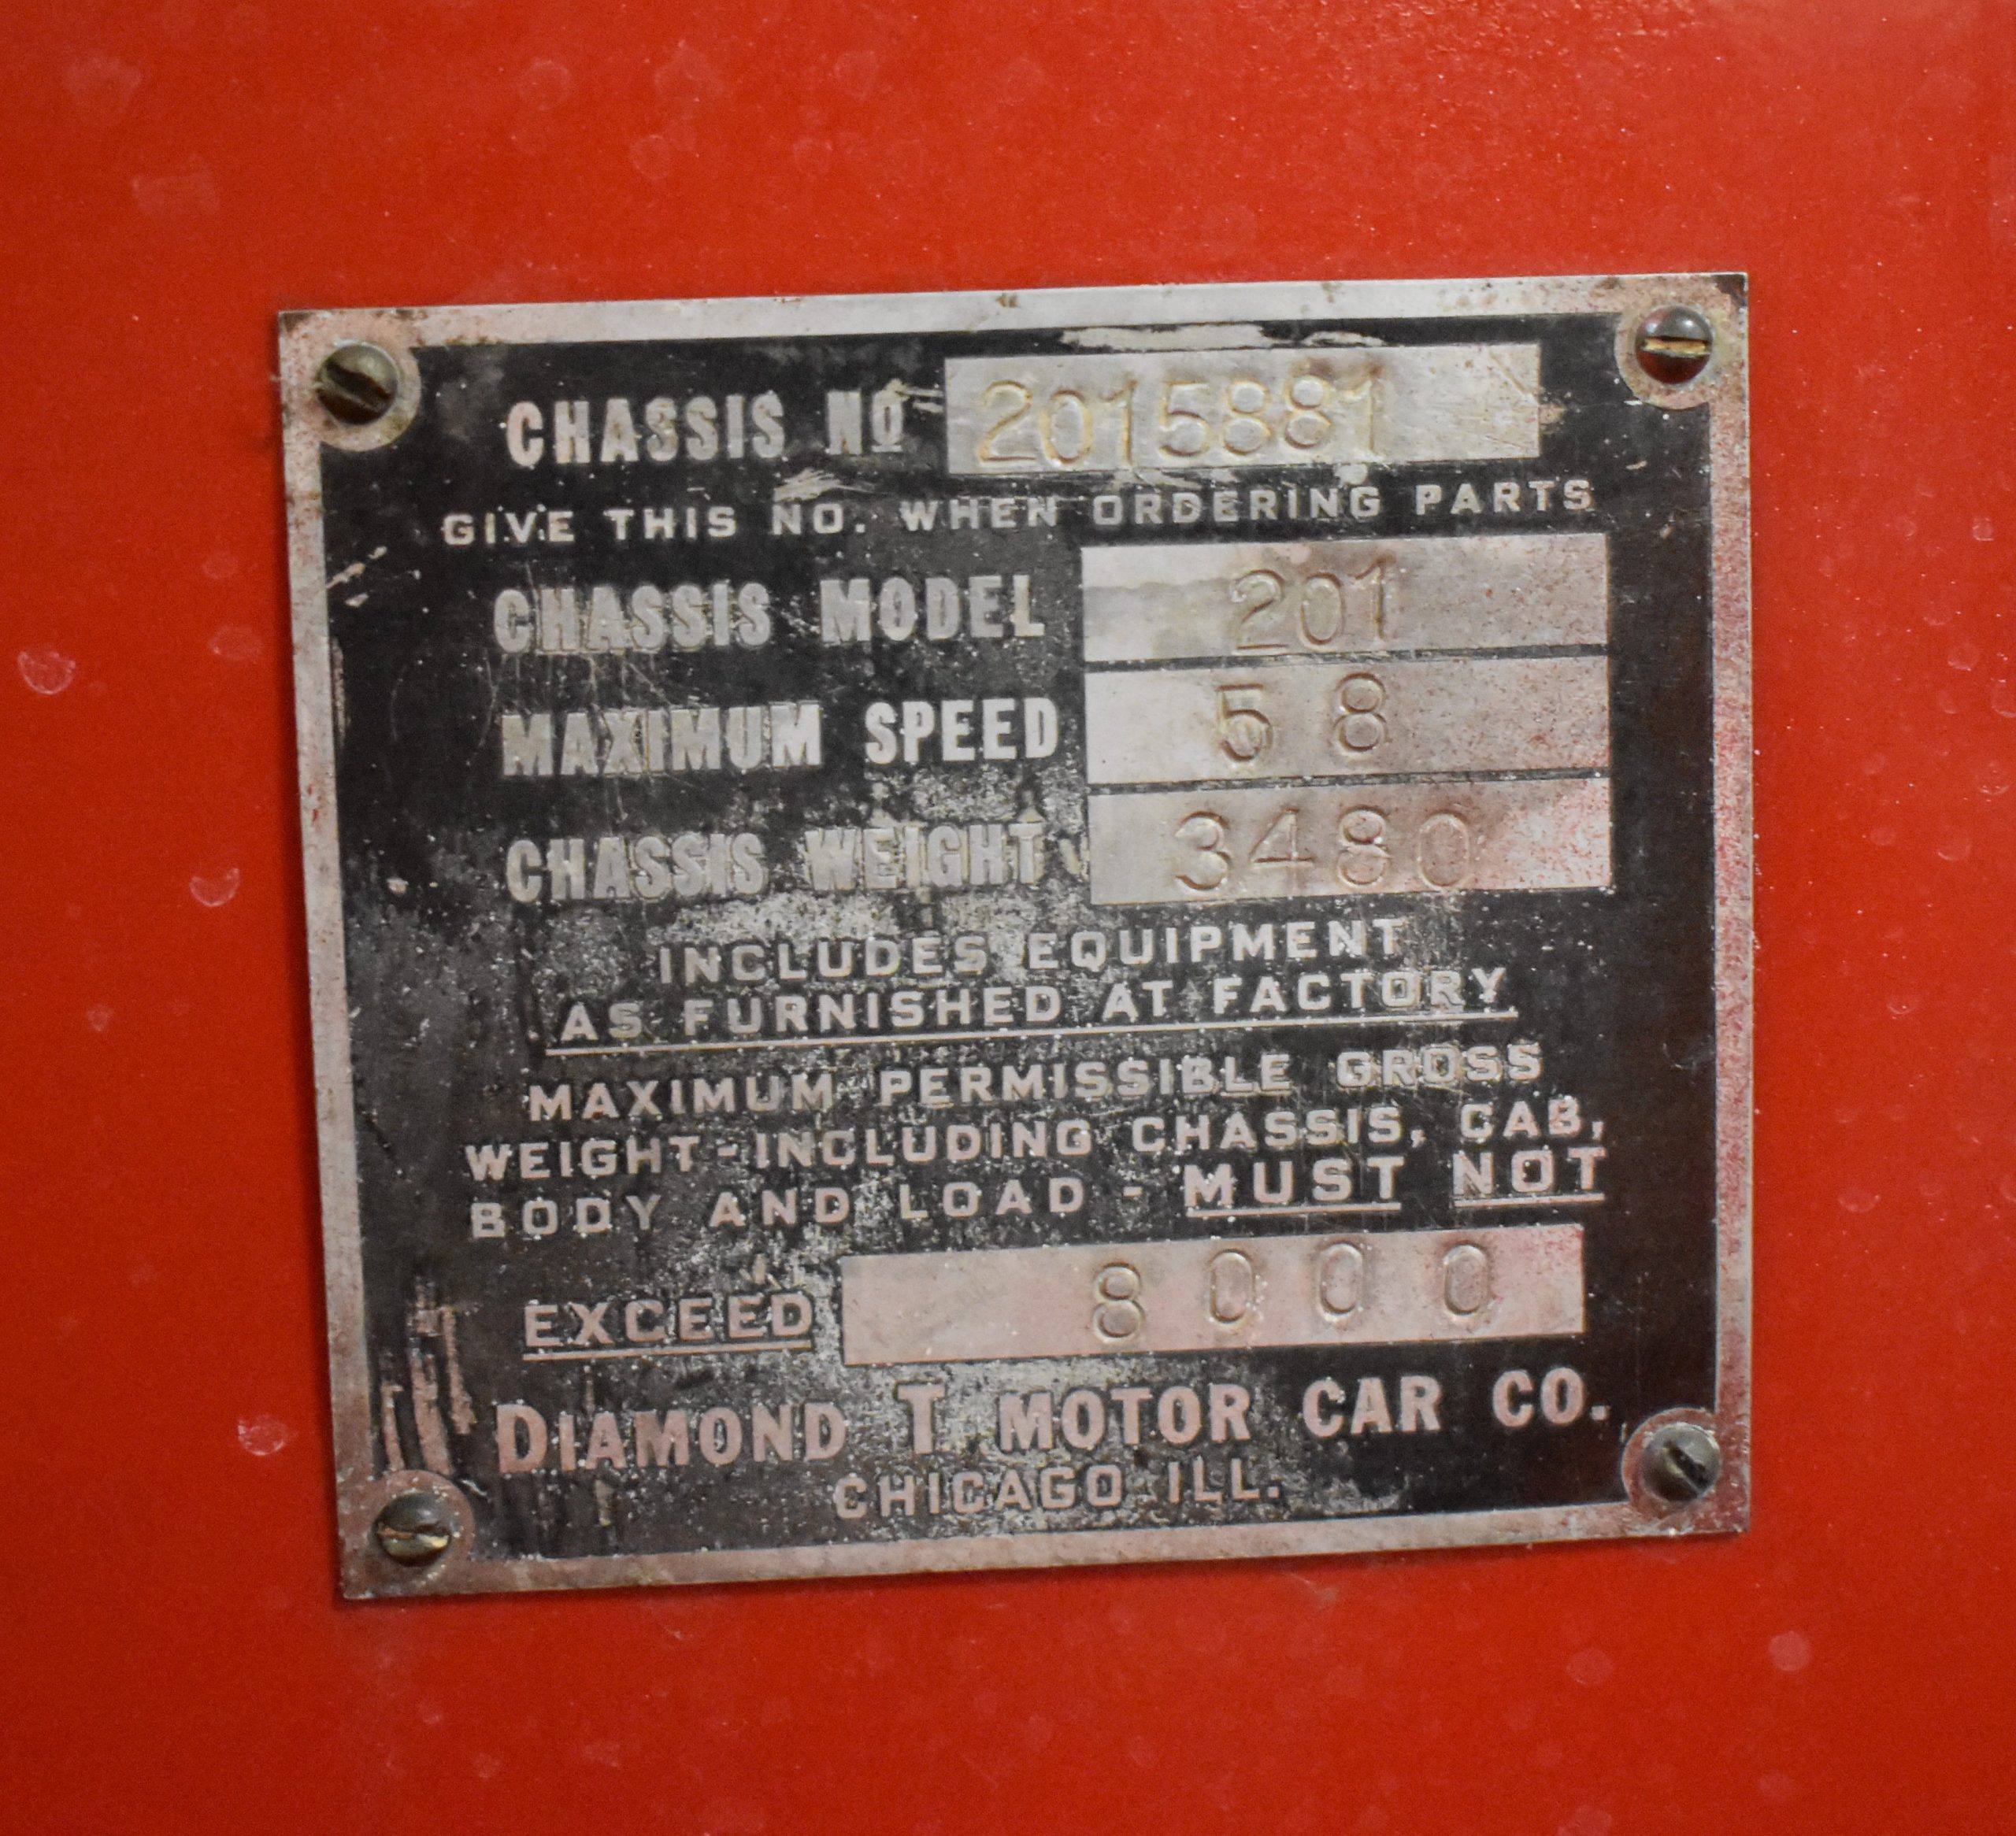 CHASSIS No 2015881
GIVE THIS NO. WHEN ORDERING PARTS
CHASSIS MODEL 201
MAXIMUM SPEED 58
CHASSIS WEIGHT 3480
INCLUDES EQUIPMENT
AS FURNISHED AT FACTORY
MAXIMUM PERMISSIBLE GROSS
WEIGHT-INCLUDING CHASSIS, CAB,
BODY AND LOAD - MUST NOT
EXCEED 8000
DIAMOND T MOTOR CAR CO.
CHICAGO ILL.